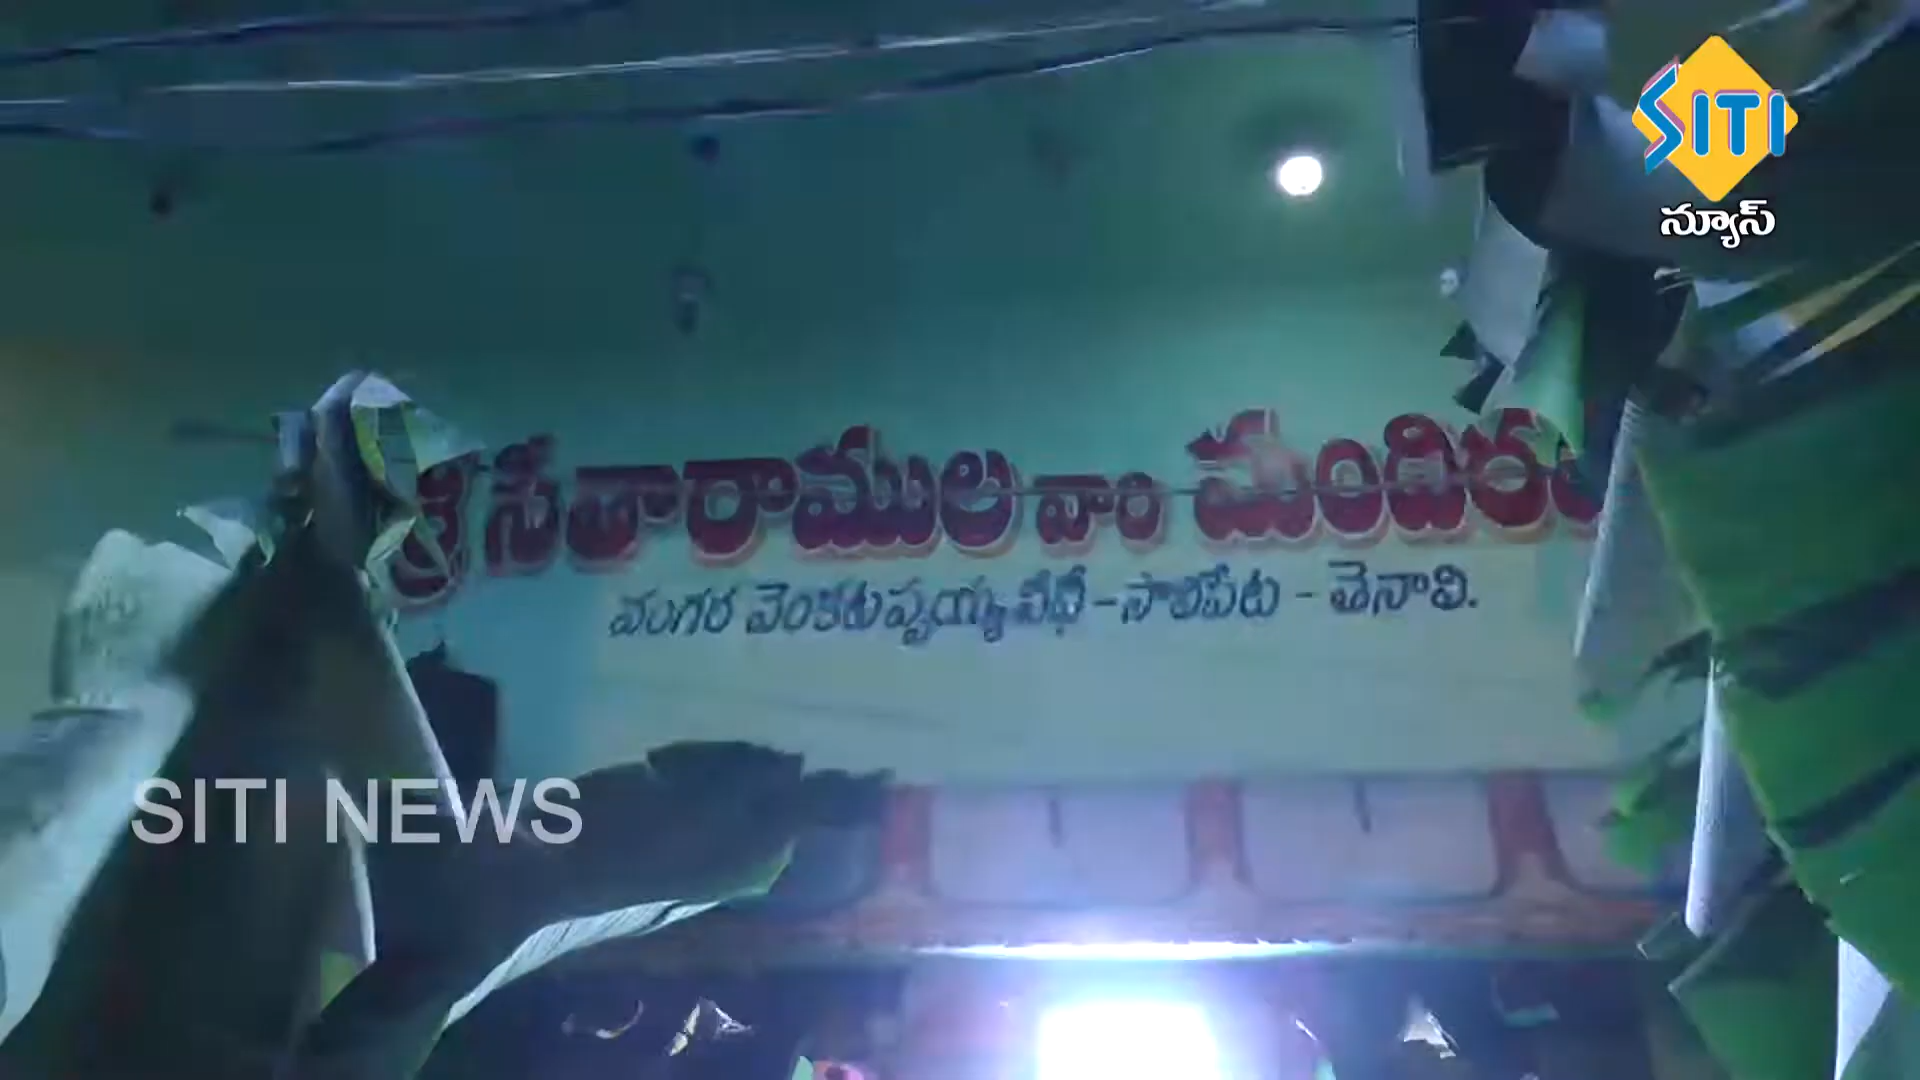 SITI
న్యూస్
శ్రీ సీతారాముల వారి మందిరం
వంగర వెంకటప్పయ్య వీధి - సాలిపేట - తెనాలి.
SITI NEWS